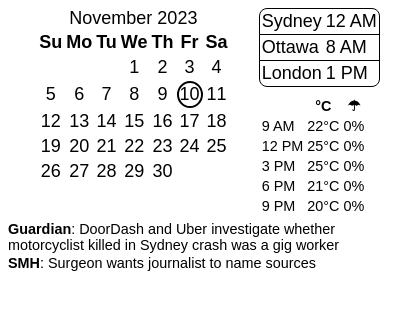 November 2023
Su Mo Tu We Th Fr Sa
1 2 3 4
5 6 7 8 9 10 11
12 13 14 15 16 17 18
19 20 21 22 23 24 25
26 27 28 29 30
Sydney 12 AM
Ottawa 8 AM
London 1 PM
°C ☂
9 AM 22°C 0%
12 PM 25°C 0%
3 PM 25°C 0%
6 PM 21°C 0%
9 PM 20°C 0%
Guardian: DoorDash and Uber investigate whether
motorcyclist killed in Sydney crash was a gig worker
SMH: Surgeon wants journalist to name sources